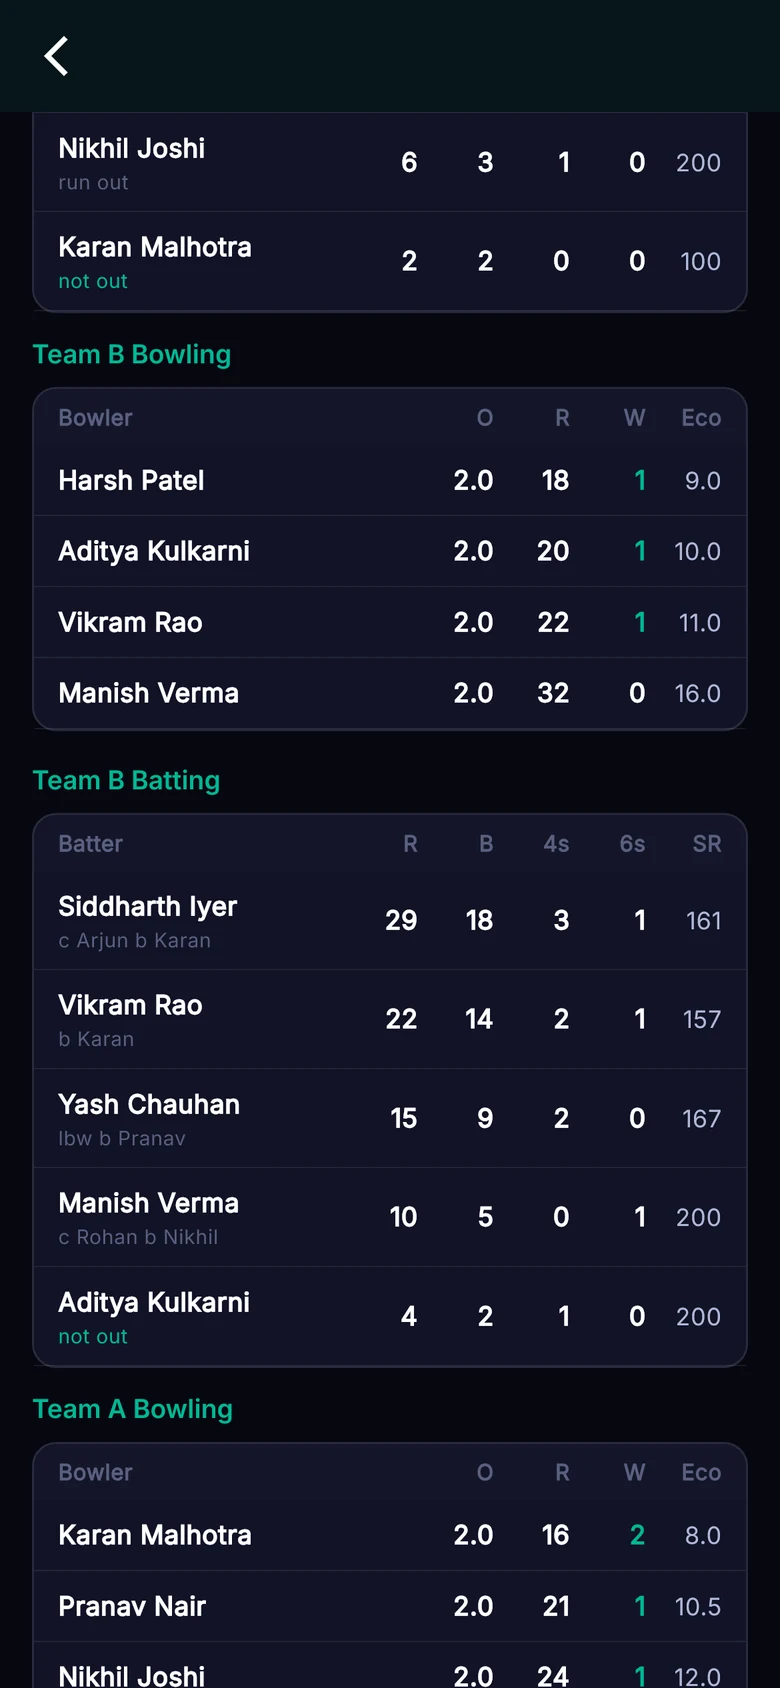 Nikhil Joshi 6 3 1 0 200
run out
Karan Malhotra 2 2 0 0 100
not out
Team B Bowling
Bowler O R W Eco
Harsh Patel 2.0 18 1 9.0
Aditya Kulkarni 2.0 20 1 10.0
Vikram Rao 2.0 22 1 11.0
Manish Verma 2.0 32 0 16.0
Team B Batting
Batter R B 4s 6s SR
Siddharth Iyer 29 18 3 1 161
c Arjun b Karan
Vikram Rao 22 14 2 1 157
b Karan
Yash Chauhan 15 9 2 0 167
lbw b Pranav
Manish Verma 10 5 0 1 200
c Rohan b Nikhil
Aditya Kulkarni 4 2 1 0 200
not out
Team A Bowling
Bowler O R W Eco
Karan Malhotra 2.0 16 2 8.0
Pranav Nair 2.0 21 1 10.5
Nikhil Joshi 2.0 24 1 12.0